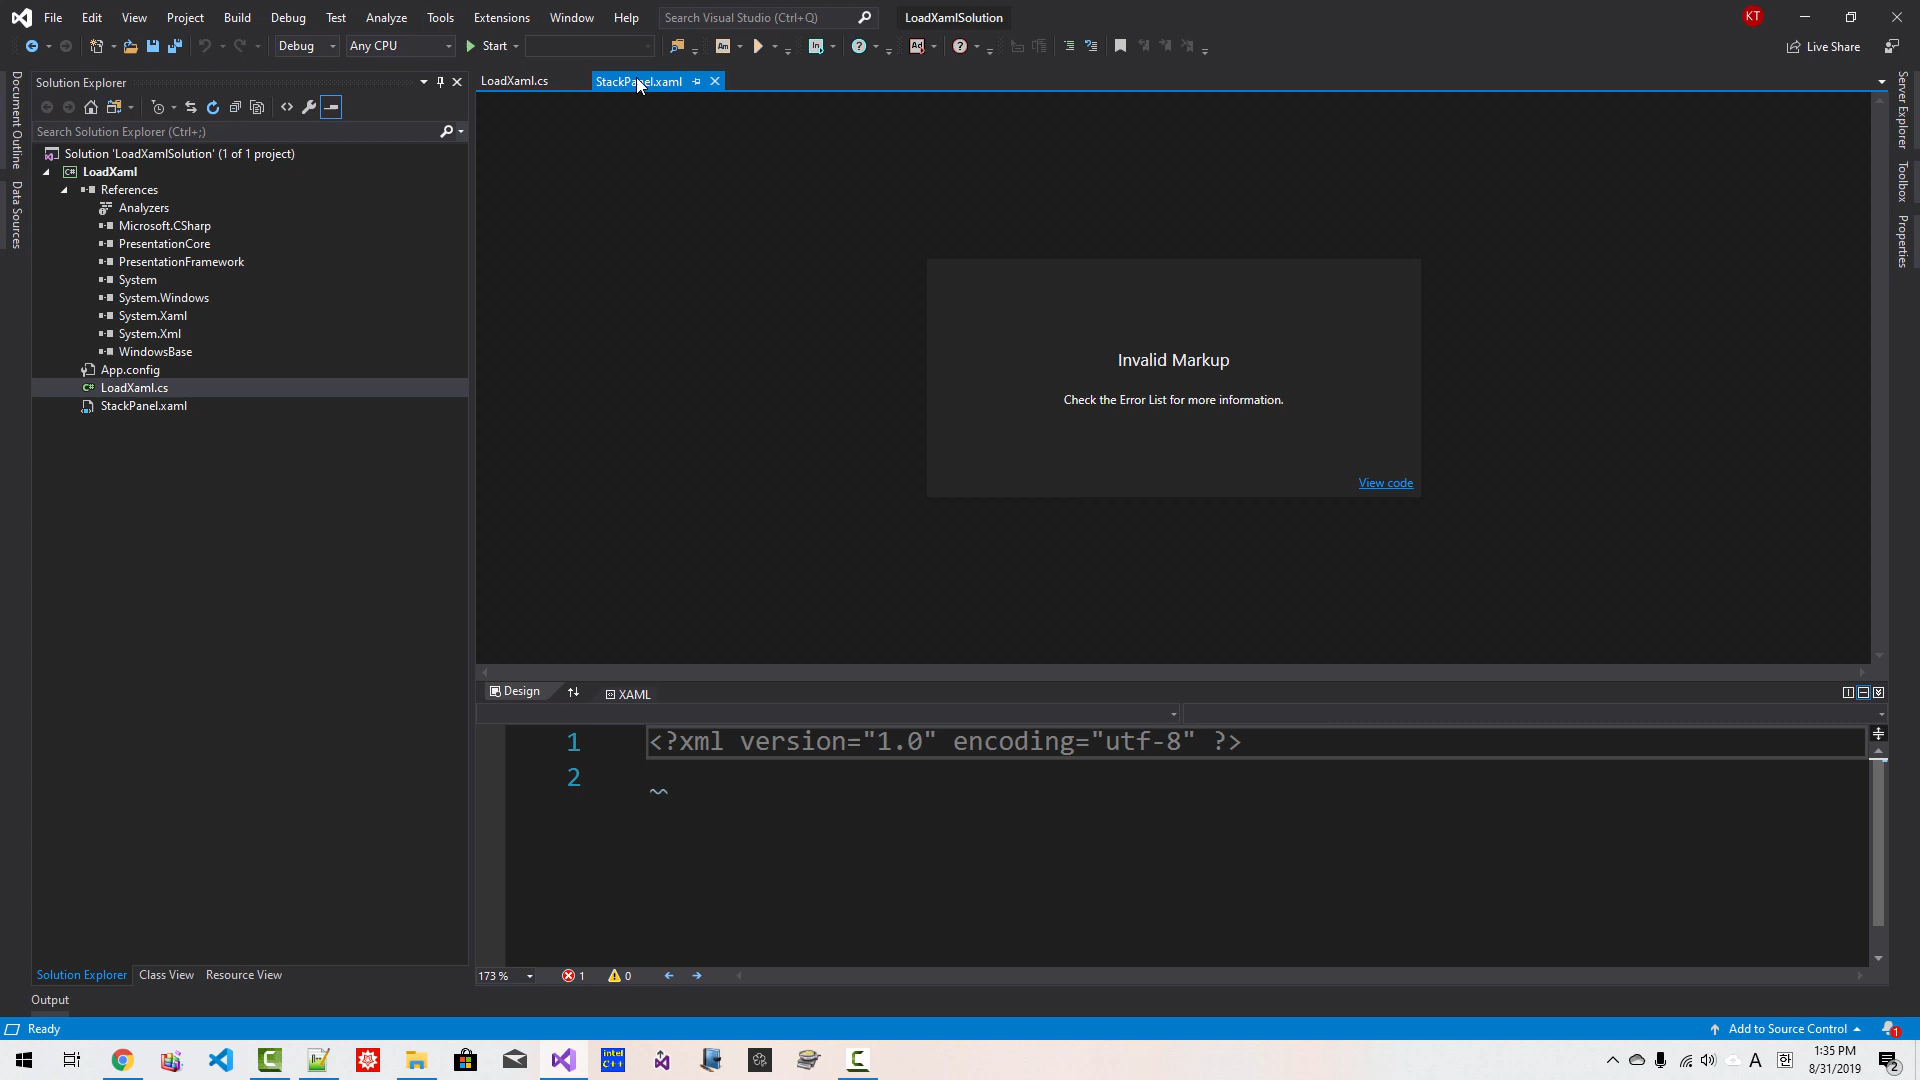 File Edit View Project Build Debug Test Analyze Tools Extensions Window Help Search Visual Studio (Ctrl+Q) LoadXamlSolution KT
Debug Any CPU Start Live Share
Solution Explorer
LoadXaml.cs StackPanel.xaml
Search Solution Explorer (Ctrl+;)
Solution 'LoadXamlSolution' (1 of 1 project)
LoadXaml
References
Analyzers
Microsoft.CSharp
PresentationCore
PresentationFramework
System
System.Windows
System.Xaml
System.Xml
WindowsBase
App.config
LoadXaml.cs
StackPanel.xaml
Document Outline
Data Sources
Server Explorer
Toolbox
Properties
Invalid Markup
Check the Error List for more information.
View code
Design XAML
1 <?xml version="1.0" encoding="utf-8" ?>
2
173 % 1 0
Solution Explorer Class View Resource View
Output
Ready Add to Source Control 1
intel C++
A 한 1:35 PM
8/31/2019 2